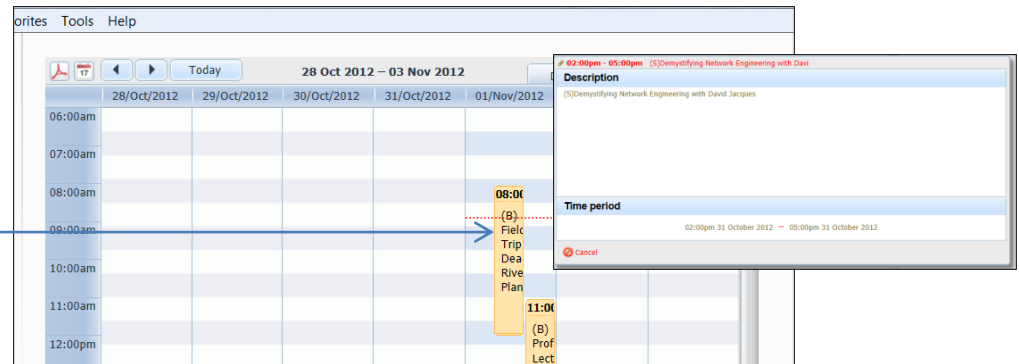 orites Tools Help
17 Today 28 Oct 2012 – 03 Nov 2012
28/Oct/2012 29/Oct/2012 30/Oct/2012 31/Oct/2012 01/Nov/2012
06:00am
07:00am
08:00am
09:00am
10:00am
11:00am
12:00pm
08:00
(B)
Field
Trip
Dea
Rive
Plan
11:00
(B)
Prof
Lect
02:00pm - 05:00pm (S)Demystifying Network Engineering with Davi
Description
(S)Demystifying Network Engineering with David Jacques
Time period
02:00pm 31 October 2012 – 05:00pm 31 October 2012
Cancel